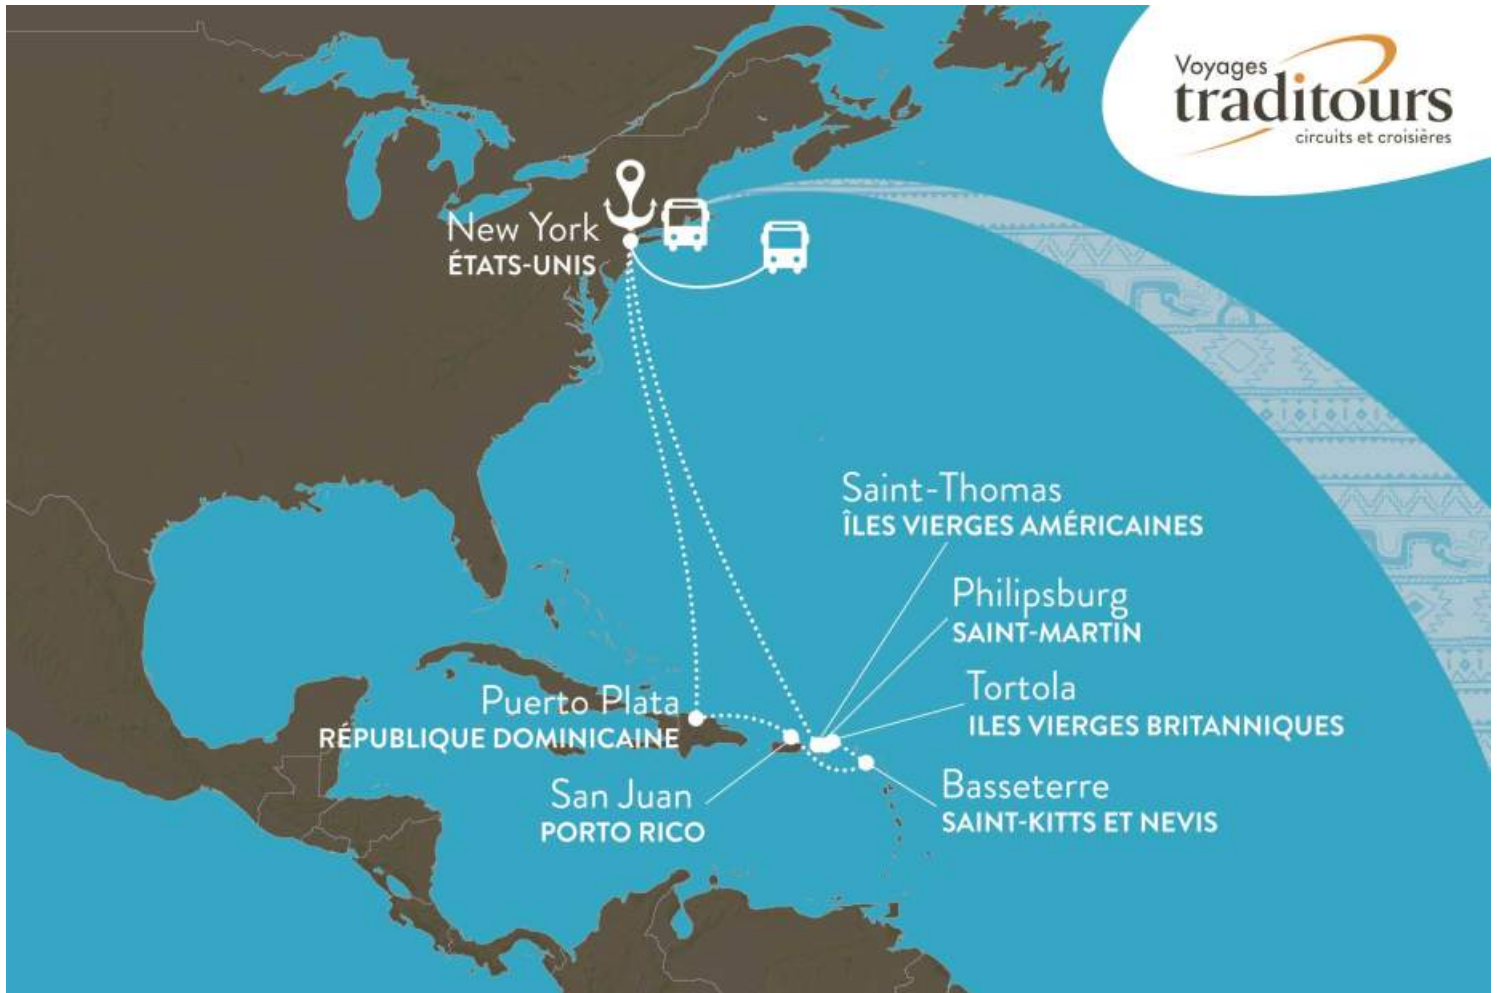 Voyages
traditours
circuits et croisières
New York
ÉTATS-UNIS
Saint-Thomas
ÎLES VIERGES AMÉRICAINES
Philipsburg
SAINT-MARTIN
Tortola
ILES VIERGES BRITANNIQUES
Puerto Plata
RÉPUBLIQUE DOMINICAINE
San Juan
PORTO RICO
Basseterre
SAINT-KITTS ET NEVIS